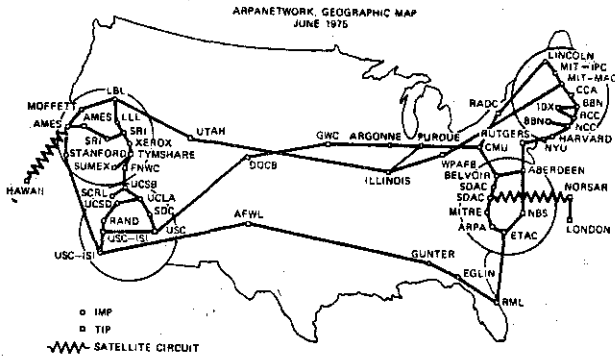 ARPANETWORK, GEOGRAPHIC MAP
JUNE 1975
LINCOLN
MIT-IPC
MIT-MAC
CCA
BBN
RCC
NCC
HARVARD
NYU
IDX
BBN
RADC
RUTGERS
CMU
LBL
MOFFETT
AMES
AMES
LLL
SRI
SRI
XEROX
STANFORD
TYMSHARE
SUMEX
FNWC
UCSB
SCRL
UCLA
UCSD
SDC
RAND
USC-ISI
USC
USC-ISI
HAWAII
UTAH
DOCB
GWC
ARGONNE
PURDUE
ILLINOIS
WPAFB
BELVOIR
ABERDEEN
SDAC
SDAC
NORSAR
MITRE
NBS
LONDON
ARPA
ETAC
AFWL
GUNTER
EGLIN
RML
IMP
TIP
SATELLITE CIRCUIT